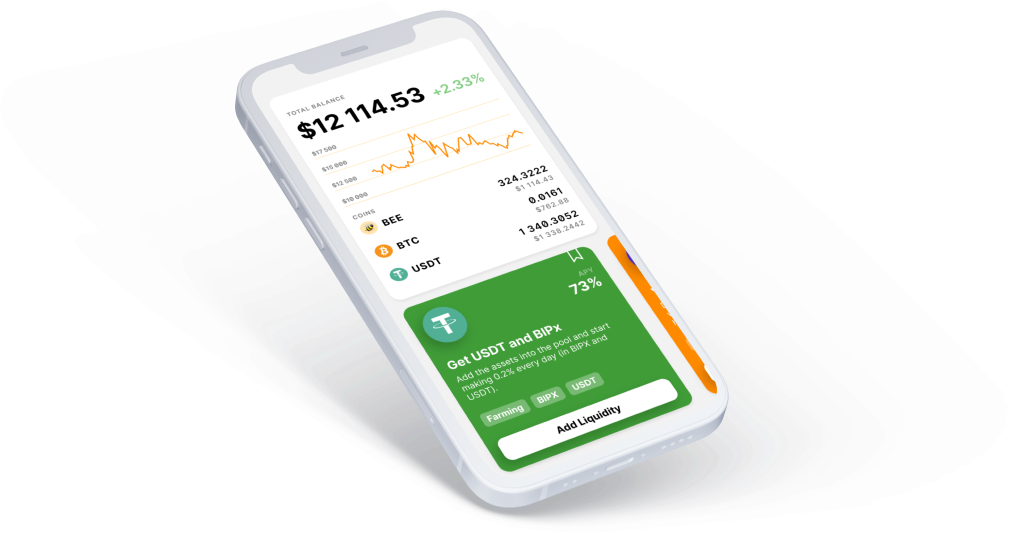 TOTAL BALANCE
$12 114.53 +2.33%
$17 500
$15 000
$12 500
$10 000
COINS
BEE 324.3222
$1 114.43
BTC 0.0161
$762.88
USDT 1 340.3052
$1 338.2442
APY
73%
Get USDT and BIPx
Add the assets into the pool and start
making 0.2% every day (in BIPX and
USDT).
Farming BIPX USDT
Add Liquidity